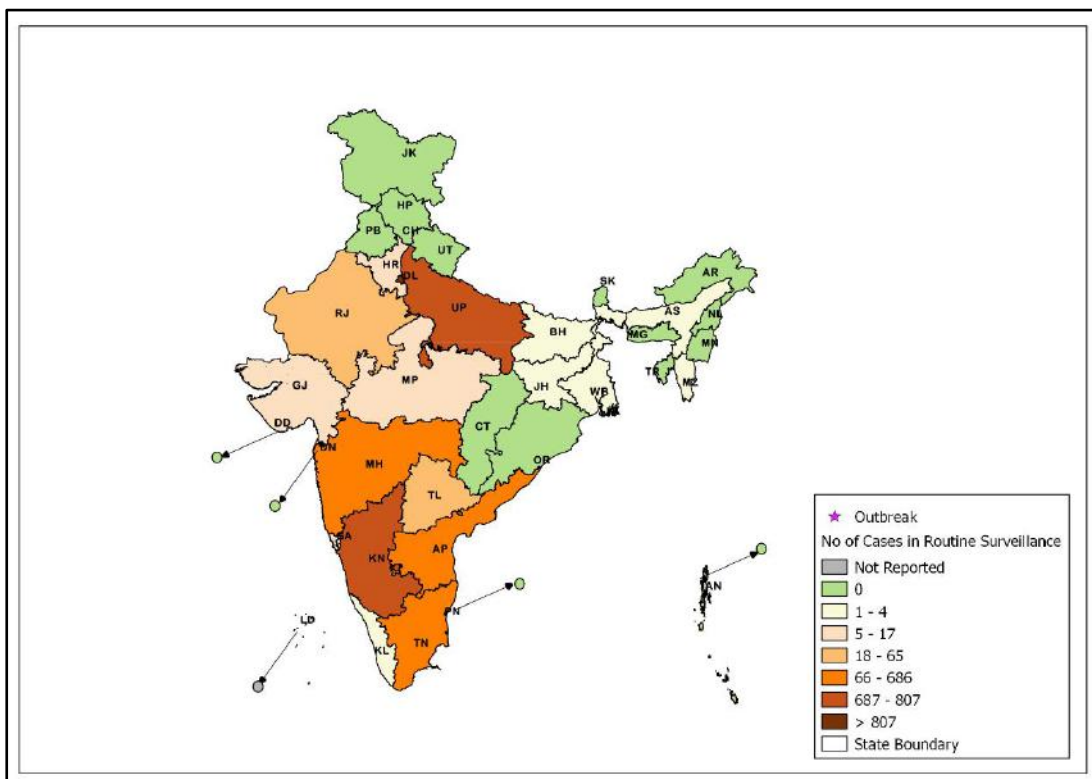 JK
HP
PB
CH
UT
HR
DL
AR
SK
UP
AS
NL
RJ
BH
MG
MN
TR
MP
GJ
JH
WB
MZ
DD
CT
DN
OR
MH
TL
GA
KN
AP
AN
PN
LD
TN
KL
Outbreak
No of Cases in Routine Surveillance
Not Reported
0
1 - 4
5 - 17
18 - 65
66 - 686
687 - 807
> 807
State Boundary